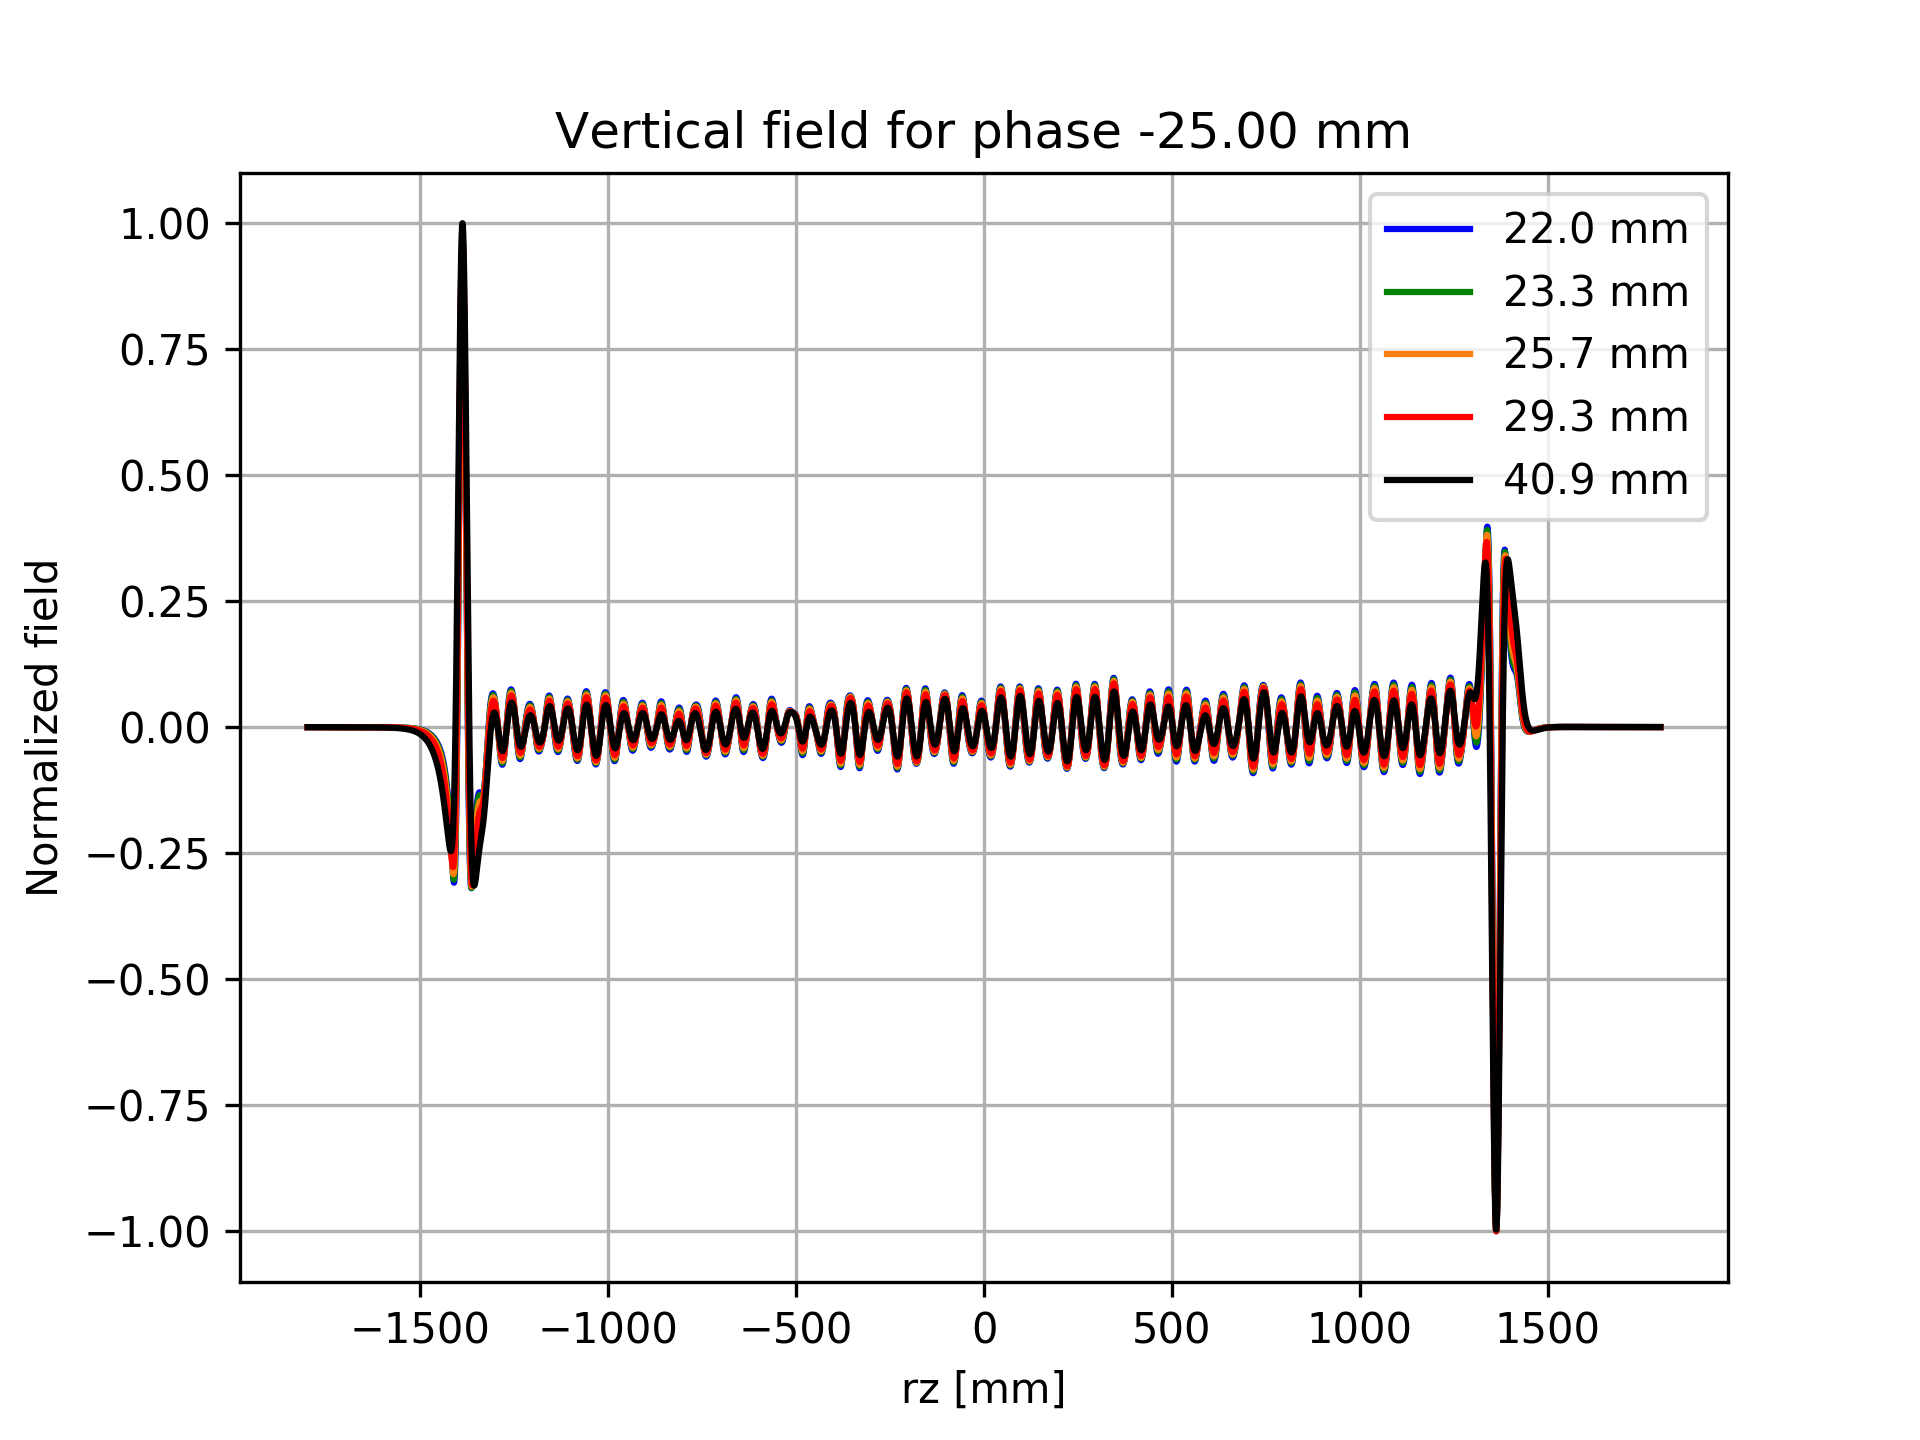 Vertical field for phase -25.00 mm
22.0 mm
23.3 mm
25.7 mm
29.3 mm
40.9 mm
1.00
0.75
0.50
0.25
0.00
−0.25
−0.50
−0.75
−1.00
Normalized field
−1500 −1000 −500 0 500 1000 1500
rz [mm]